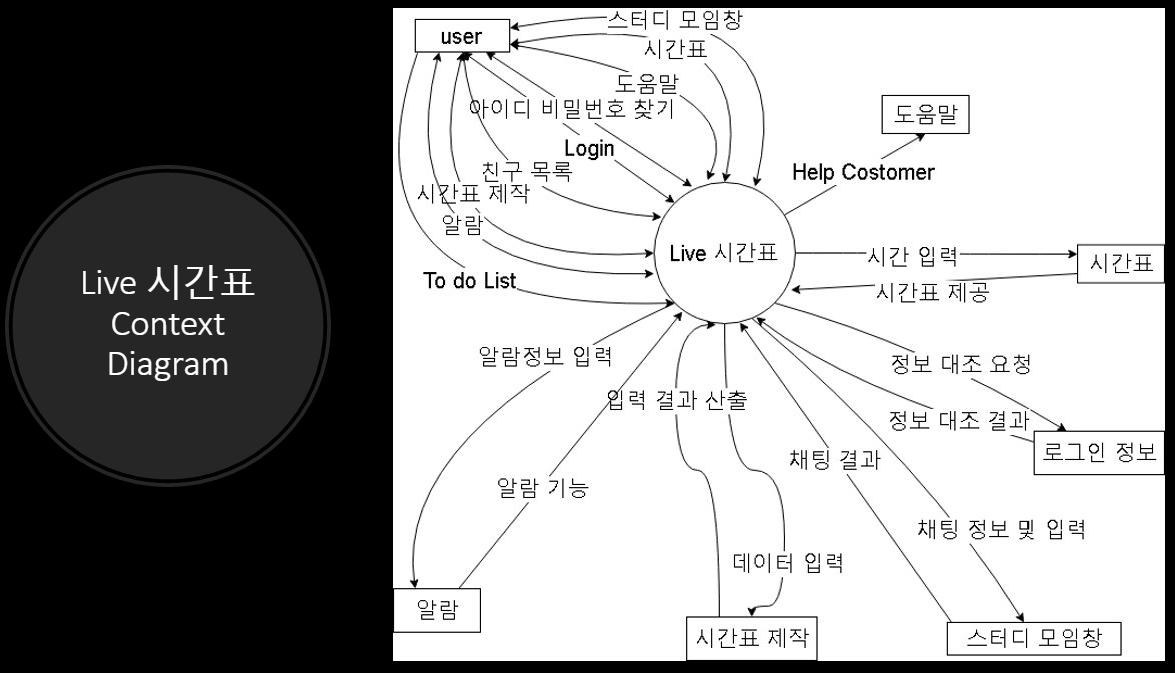 Live 시간표
Context
Diagram
user
스터디 모임창
시간표
도움말
아이디 비밀번호 찾기
Login
친구 목록
시간표 제작
알람
To do List
Live 시간표
도움말
Help Costomer
시간 입력
시간표
시간표 제공
알람정보 입력
입력 결과 산출
정보 대조 요청
정보 대조 결과
로그인 정보
채팅 결과
알람 기능
채팅 정보 및 입력
데이터 입력
알람
시간표 제작
스터디 모임창